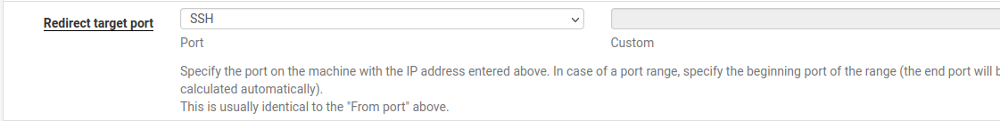 Redirect target port
SSH
Port
Custom
Specify the port on the machine with the IP address entered above. In case of a port range, specify the beginning port of the range (the end port will
calculated automatically).
This is usually identical to the "From port" above.